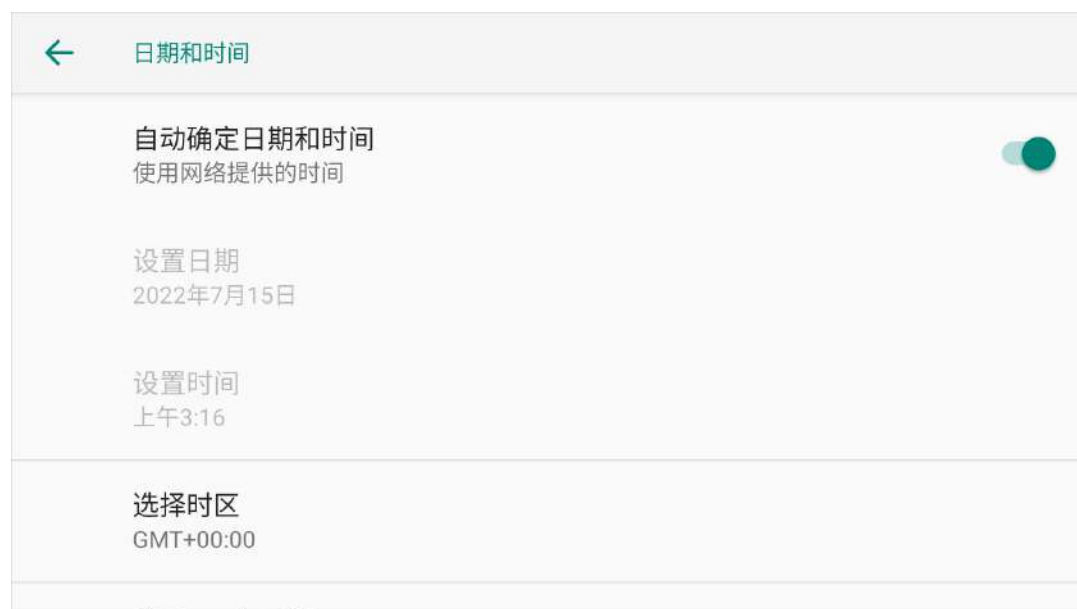 日期和时间
自动确定日期和时间
使用网络提供的时间
设置日期
2022年7月15日
设置时间
上午3:16
选择时区
GMT+00:00